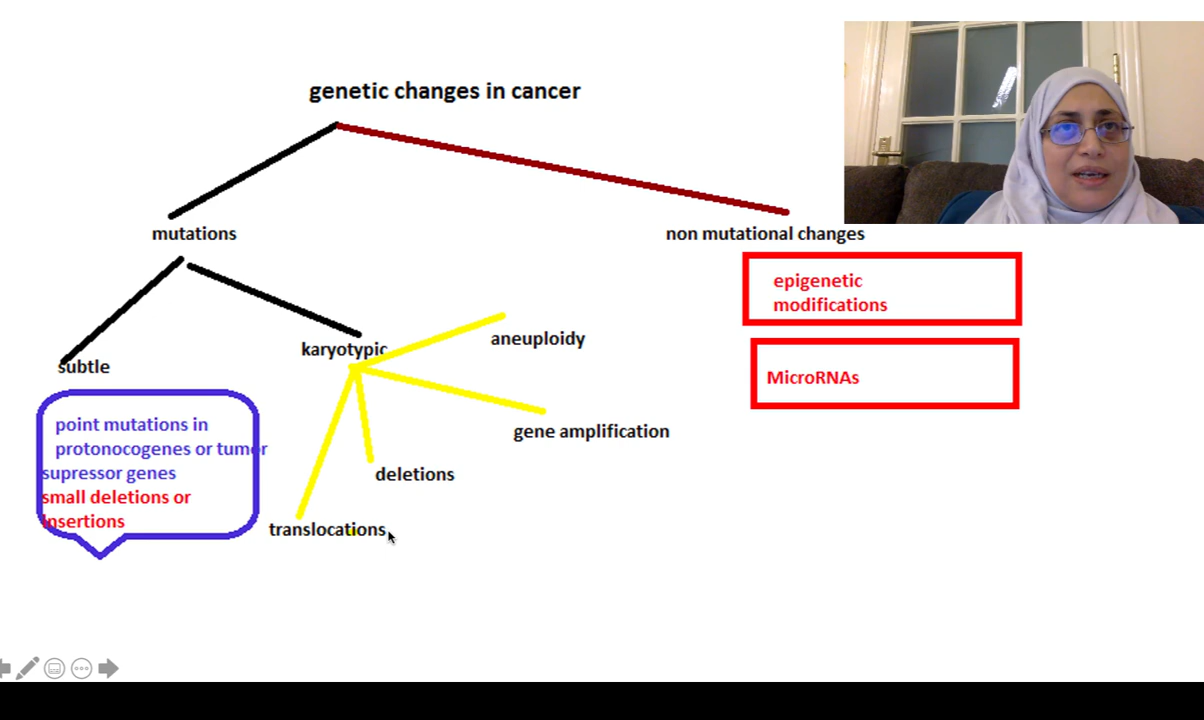 genetic changes in cancer
mutations
non mutational changes
epigenetic
modifications
aneuploidy
karyotypic
subtle
MicroRNAs
point mutations in
protonocogenes or tumor
supressor genes
small deletions or
insertions
gene amplification
deletions
translocations